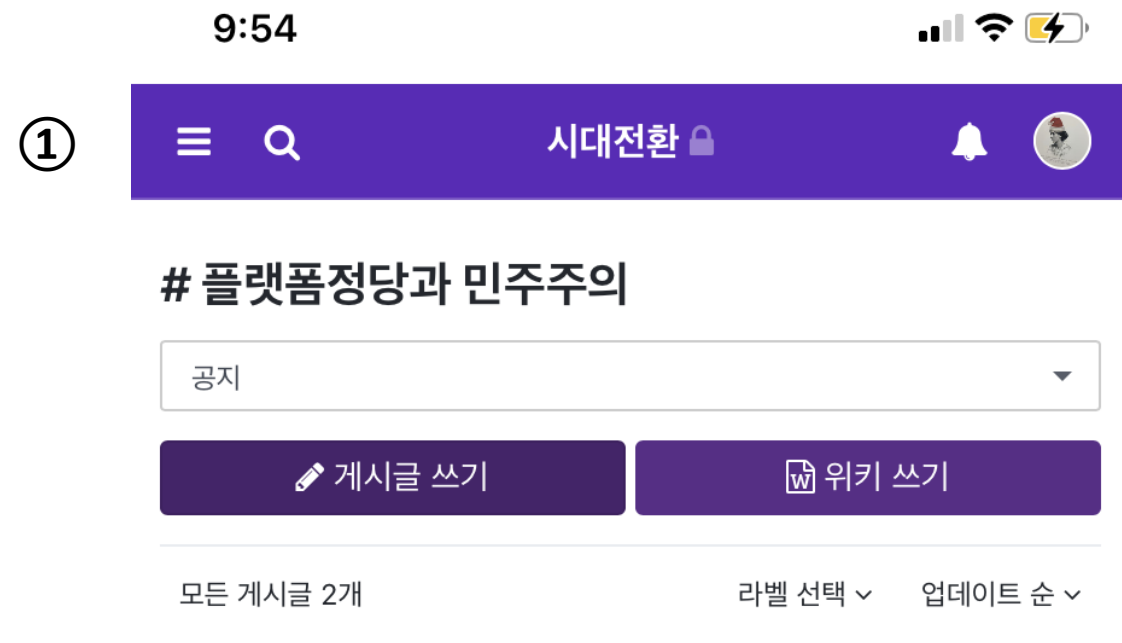 9:54
①
시대전환
# 플랫폼정당과 민주주의
공지
게시글 쓰기 위키 쓰기
모든 게시글 2개 라벨 선택 업데이트 순